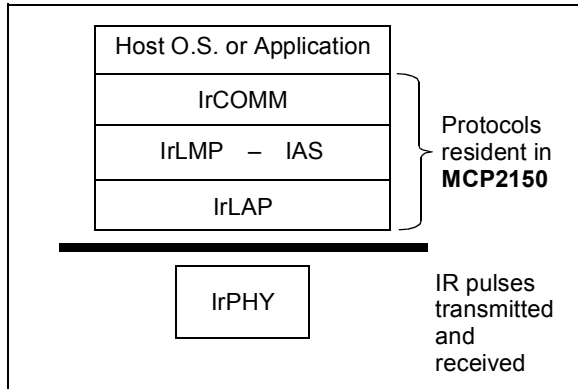 Host O.S. or Application
IrCOMM
IrLMP – IAS
IrLAP
Protocols
resident in
MCP2150
IrPHY
IR pulses
transmitted
and
received